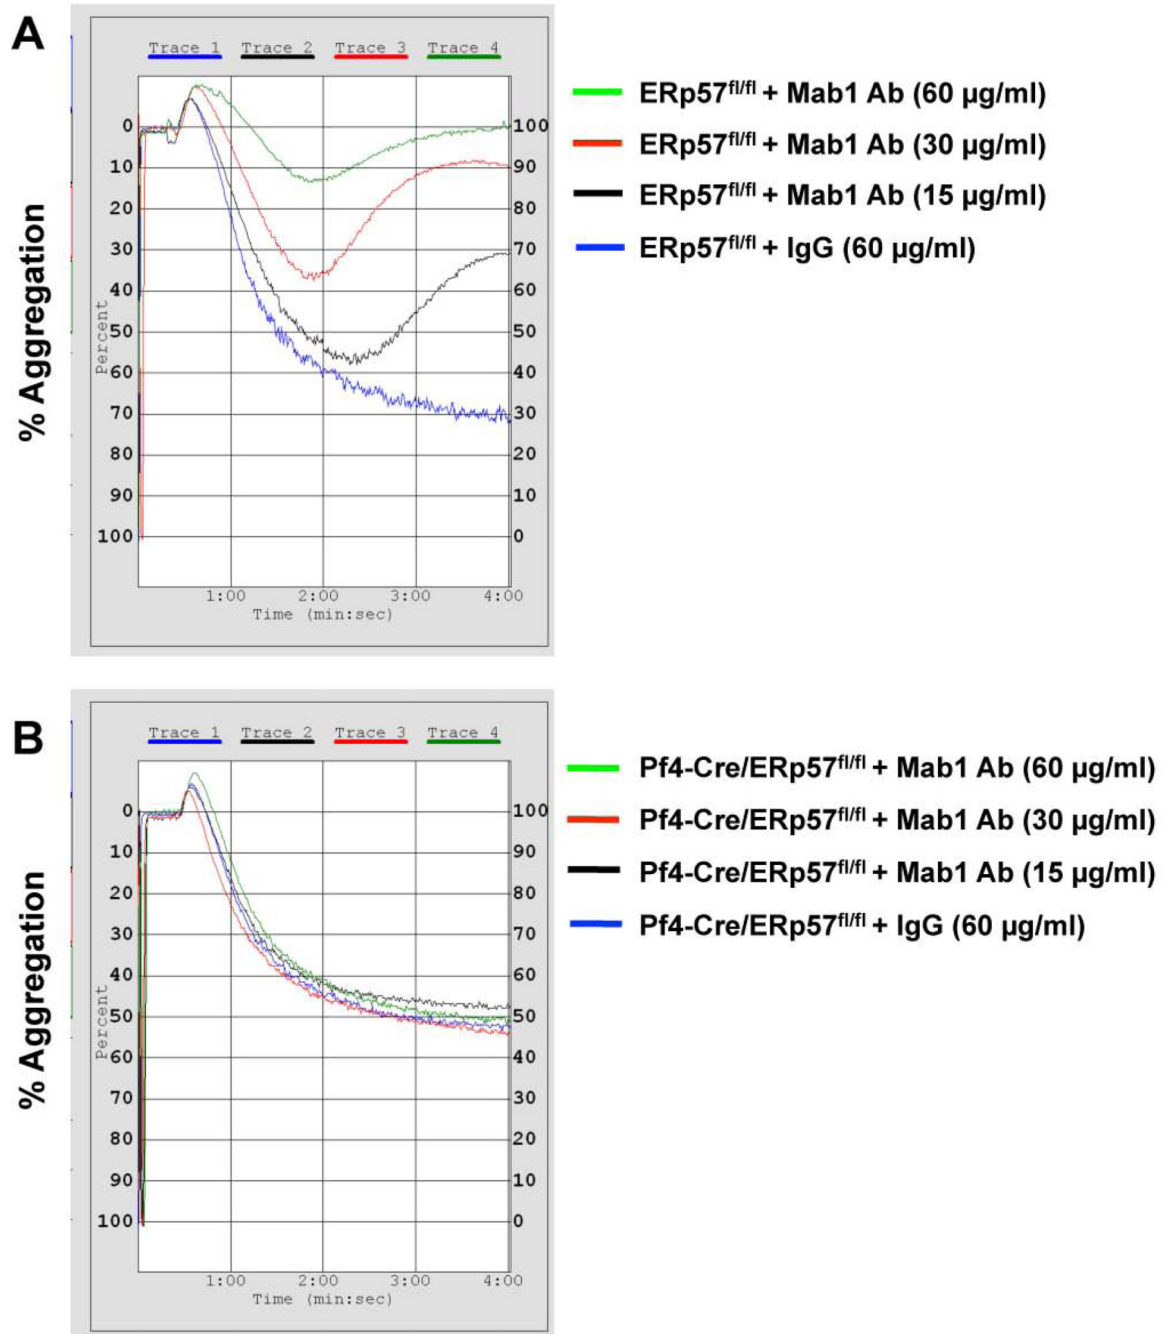 A
Trace 1 Trace 2 Trace 3 Trace 4
% Aggregation
Percent
0 100
10 90
20 80
30 70
40 60
50 50
60 40
70 30
80 20
90 10
100 0
1:00 2:00 3:00 4:00
Time (min:sec)
ERp57fl/fl + Mab1 Ab (60 µg/ml)
ERp57fl/fl + Mab1 Ab (30 µg/ml)
ERp57fl/fl + Mab1 Ab (15 µg/ml)
ERp57fl/fl + IgG (60 µg/ml)
B
Trace 1 Trace 2 Trace 3 Trace 4
% Aggregation
Percent
0 100
10 90
20 80
30 70
40 60
50 50
60 40
70 30
80 20
90 10
100 0
1:00 2:00 3:00 4:00
Time (min:sec)
Pf4-Cre/ERp57fl/fl + Mab1 Ab (60 µg/ml)
Pf4-Cre/ERp57fl/fl + Mab1 Ab (30 µg/ml)
Pf4-Cre/ERp57fl/fl + Mab1 Ab (15 µg/ml)
Pf4-Cre/ERp57fl/fl + IgG (60 µg/ml)